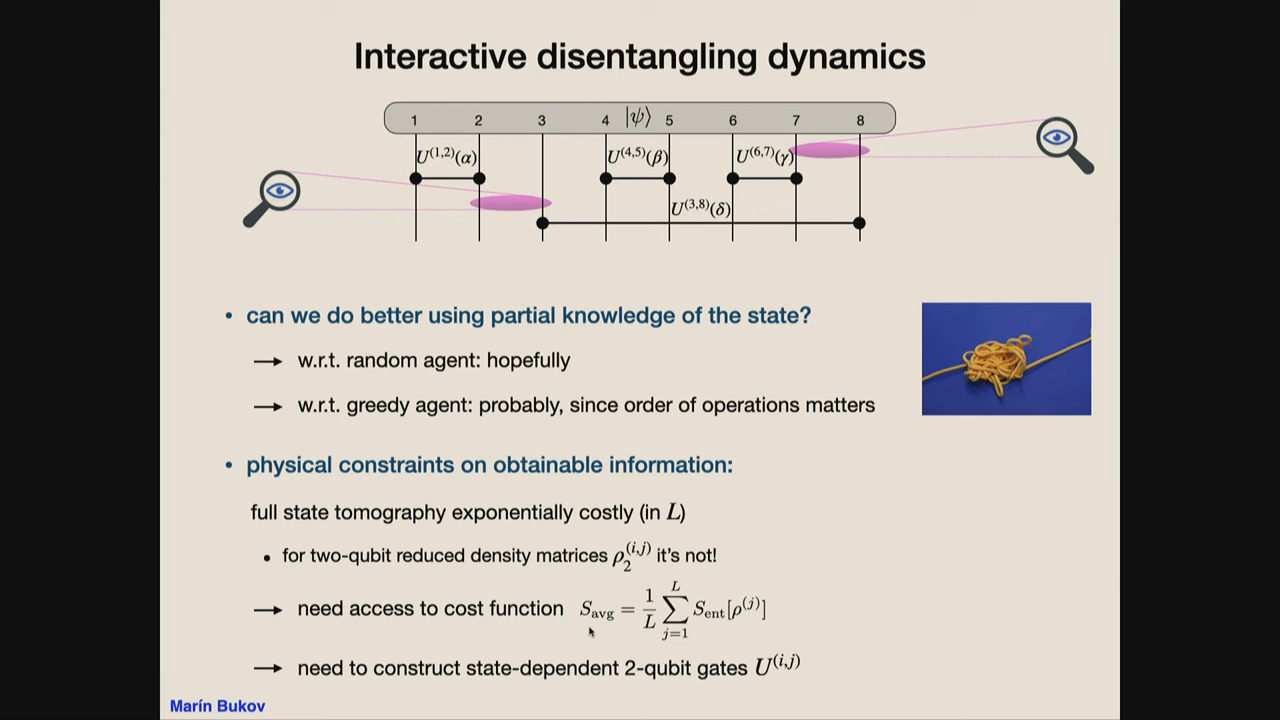 Interactive disentangling dynamics
1 2 3 4 |ψ⟩ 5 6 7 8
U^(1,2)(α) U^(4,5)(β) U^(6,7)(γ)
U^(3,8)(δ)
• can we do better using partial knowledge of the state?
→ w.r.t. random agent: hopefully
→ w.r.t. greedy agent: probably, since order of operations matters
• physical constraints on obtainable information:
full state tomography exponentially costly (in L)
• for two-qubit reduced density matrices ρ_2^(i,j) it's not!
→ need access to cost function S_avg = 1/L ∑_{j=1}^{L} S_ent[ρ^(j)]
→ need to construct state-dependent 2-qubit gates U^(i,j)
Marín Bukov